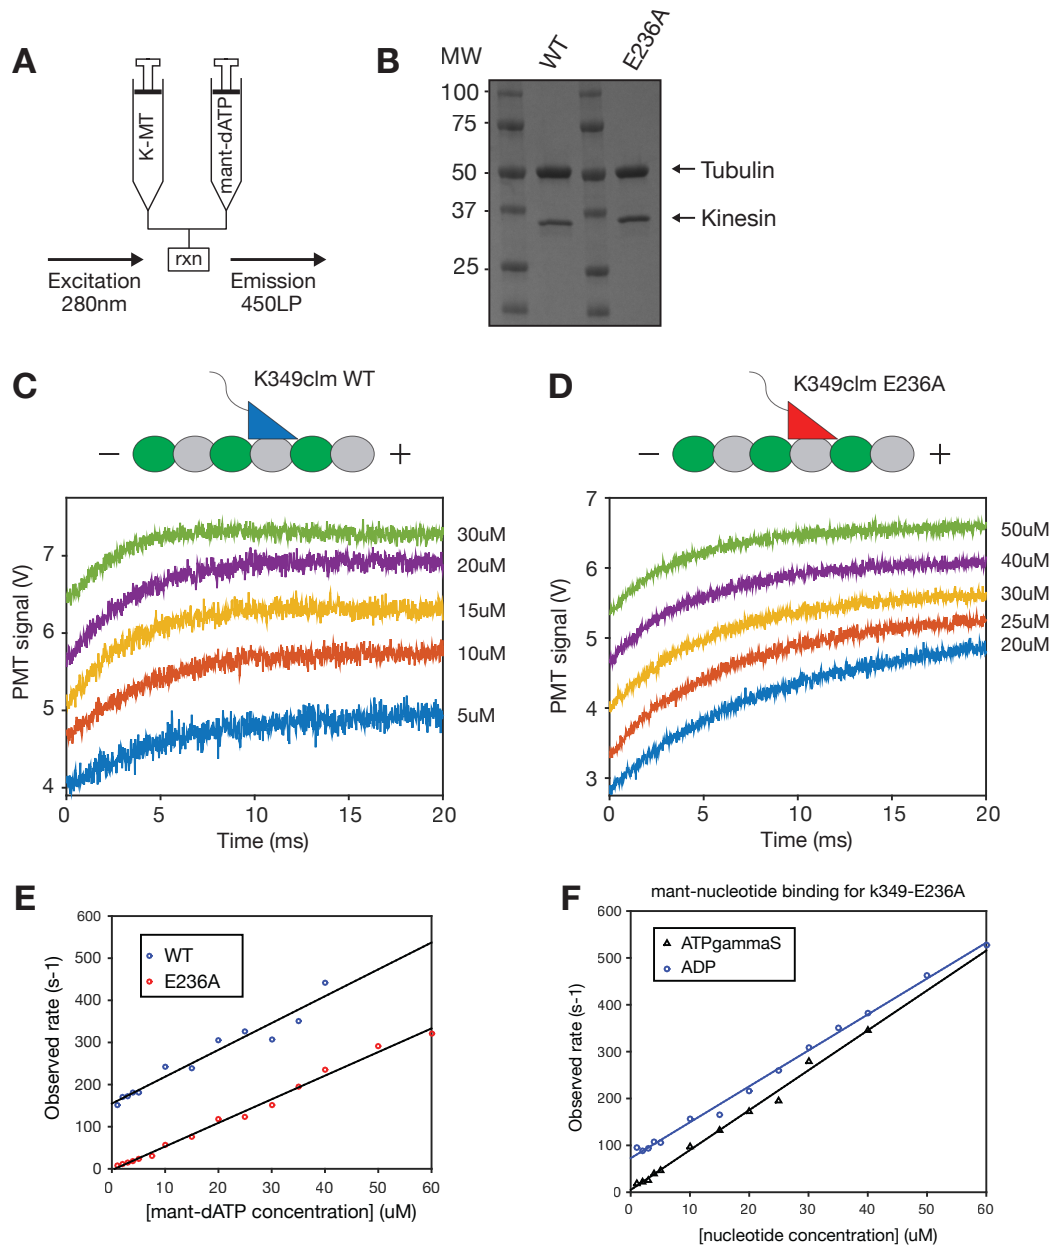 A
K-MT
mant-dATP
rxn
Excitation
280nm
Emission
450LP
B
MW
WT
E236A
100
75
50
37
25
Tubulin
Kinesin
C
K349clm WT
− +
PMT signal (V)
7
6
5
4
30uM
20uM
15uM
10uM
5uM
0 5 10 15 20
Time (ms)
D
K349clm E236A
− +
PMT signal (V)
7
6
5
4
3
50uM
40uM
30uM
25uM
20uM
0 5 10 15 20
Time (ms)
E
Observed rate (s-1)
600
500
400
300
200
100
0
WT
E236A
0 10 20 30 40 50 60
[mant-dATP concentration] (uM)
F
mant-nucleotide binding for k349-E236A
Observed rate (s-1)
600
500
400
300
200
100
0
ATPgammaS
ADP
0 10 20 30 40 50 60
[nucleotide concentration] (uM)